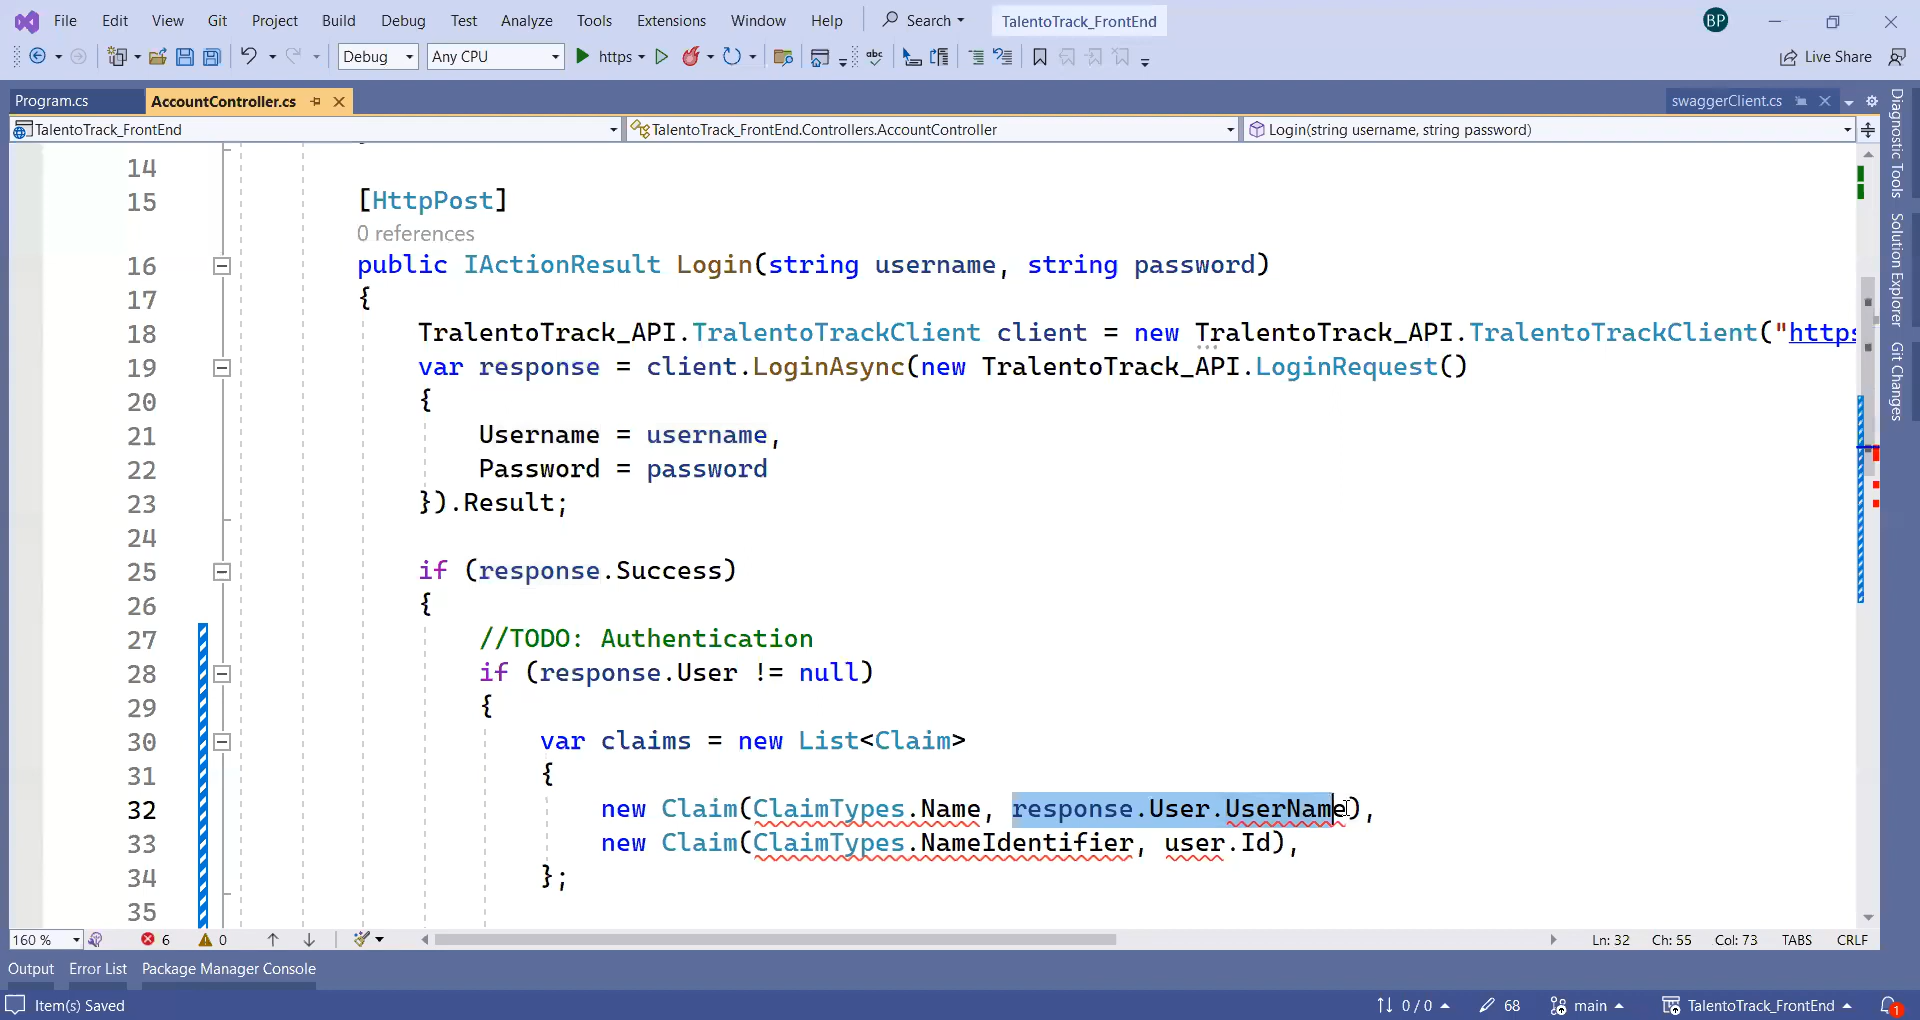 File Edit View Git Project Build Debug Test Analyze Tools Extensions Window Help Search TalentoTrack_FrontEnd BP
Debug Any CPU https Live Share
Program.cs AccountController.cs swaggerClient.cs
TalentoTrack_FrontEnd TalentoTrack_FrontEnd.Controllers.AccountController Login(string username, string password)
14
15 [HttpPost]
0 references
16 public IActionResult Login(string username, string password)
17 {
18 TralentoTrack_API.TralentoTrackClient client = new TralentoTrack_API.TralentoTrackClient("https
19 var response = client.LoginAsync(new TralentoTrack_API.LoginRequest()
20 {
21 Username = username,
22 Password = password
23 }).Result;
24
25 if (response.Success)
26 {
27 //TODO: Authentication
28 if (response.User != null)
29 {
30 var claims = new List<Claim>
31 {
32 new Claim(ClaimTypes.Name, response.User.UserName),
33 new Claim(ClaimTypes.NameIdentifier, user.Id),
34 };
35
160 % 6 0 Ln: 32 Ch: 55 Col: 73 TABS CRLF
Output Error List Package Manager Console
Item(s) Saved 0 / 0 68 main TalentoTrack_FrontEnd 1
Diagnostic Tools
Solution Explorer
Git Changes